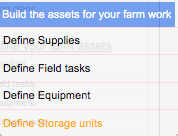 Build the assets for your farm work
Define Supplies
Define Field tasks
Define Equipment
Define Storage units